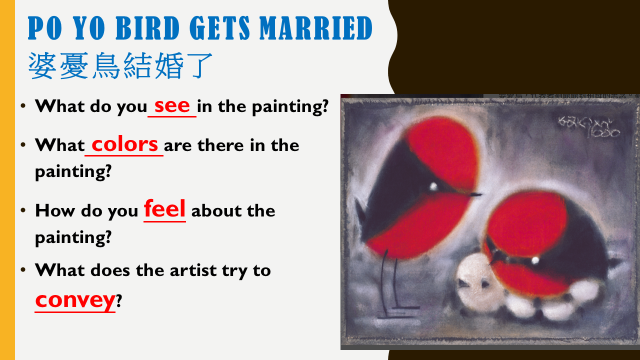 PO YO BIRD GETS MARRIED
婆憂鳥結婚了
• What do you see in the painting?
• What colors are there in the
painting?
• How do you feel about the
painting?
• What does the artist try to
convey?